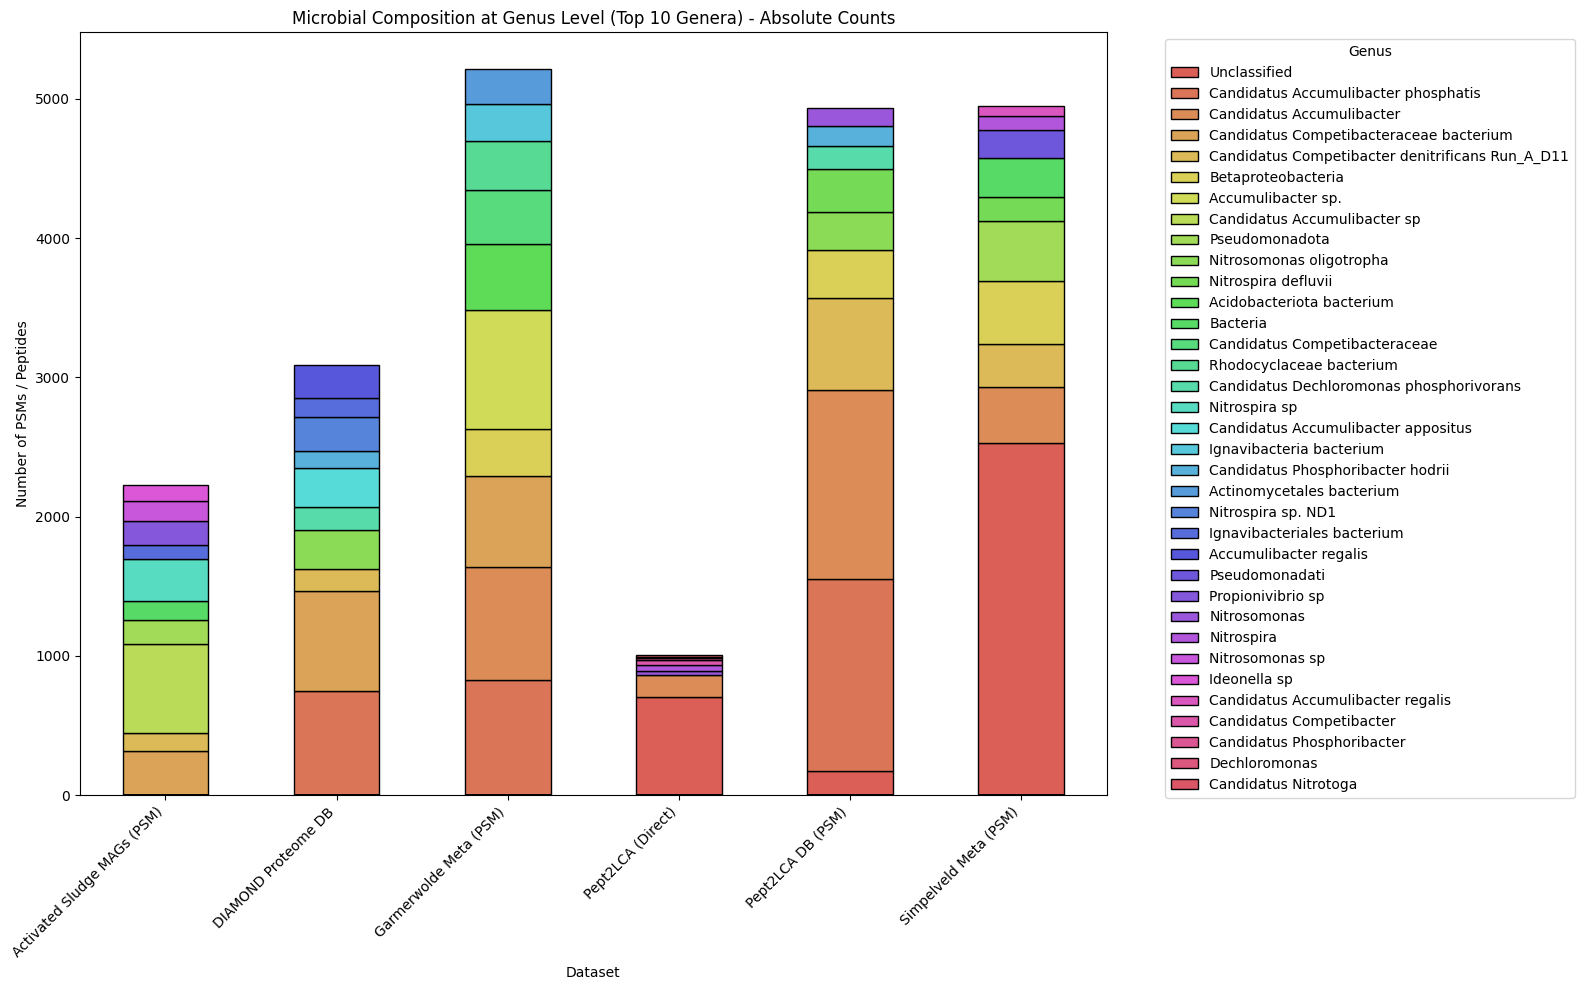 Microbial Composition at Genus Level (Top 10 Genera) - Absolute Counts
Number of PSMs / Peptides
5000
4000
3000
2000
1000
0
Activated Sludge MAGs (PSM)
DIAMOND Proteome DB
Garmerwolde Meta (PSM)
Pept2LCA (Direct)
Pept2LCA DB (PSM)
Simpelveld Meta (PSM)
Dataset
Genus
Unclassified
Candidatus Accumulibacter phosphatis
Candidatus Accumulibacter
Candidatus Competibacteraceae bacterium
Candidatus Competibacter denitrificans Run_A_D11
Betaproteobacteria
Accumulibacter sp.
Candidatus Accumulibacter sp
Pseudomonadota
Nitrosomonas oligotropha
Nitrospira defluvii
Acidobacteriota bacterium
Bacteria
Candidatus Competibacteraceae
Rhodocyclaceae bacterium
Candidatus Dechloromonas phosphorivorans
Nitrospira sp
Candidatus Accumulibacter appositus
Ignavibacteria bacterium
Candidatus Phosphoribacter hodrii
Actinomycetales bacterium
Nitrospira sp. ND1
Ignavibacteriales bacterium
Accumulibacter regalis
Pseudomonadati
Propionivibrio sp
Nitrosomonas
Nitrospira
Nitrosomonas sp
Ideonella sp
Candidatus Accumulibacter regalis
Candidatus Competibacter
Candidatus Phosphoribacter
Dechloromonas
Candidatus Nitrotoga